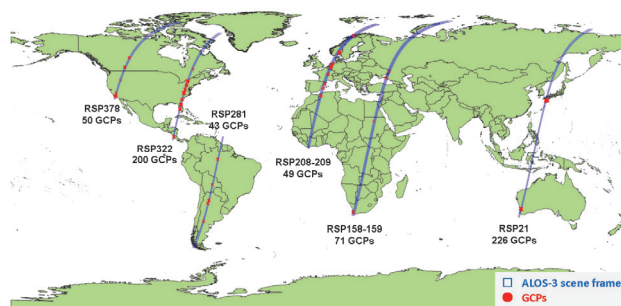 RSP378
50 GCPs
RSP281
43 GCPs
RSP322
200 GCPs
RSP208-209
49 GCPs
RSP158-159
71 GCPs
RSP21
226 GCPs
ALOS-3 scene frame
GCPs